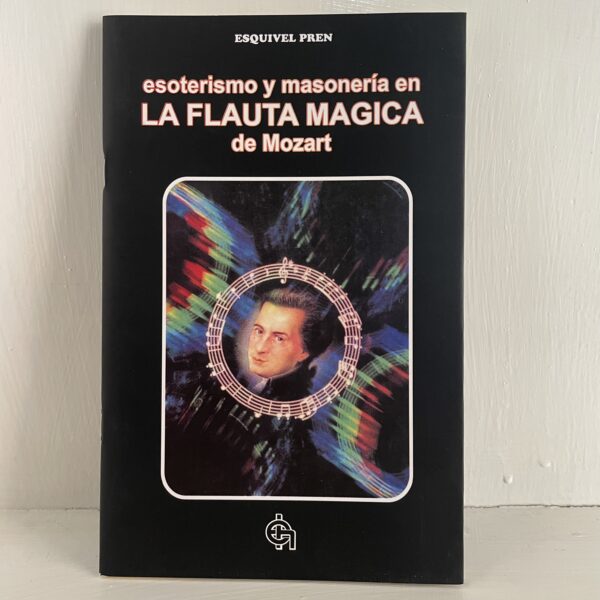 ESQUIVEL PREN
esoterismo y masonería en
LA FLAUTA MAGICA
de Mozart